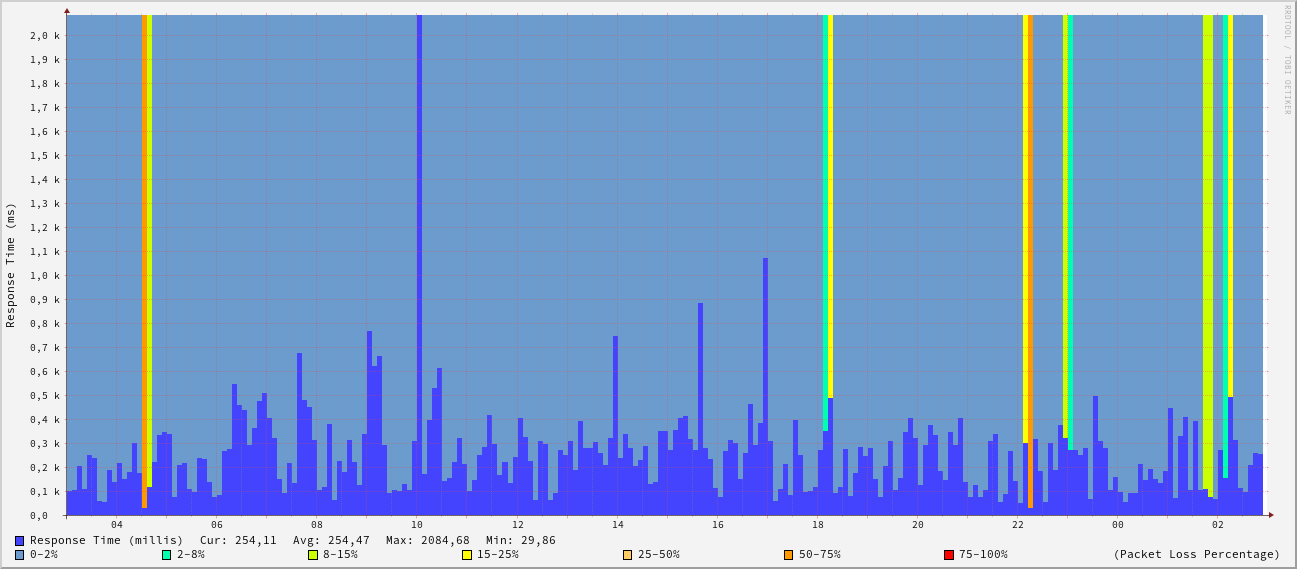 RRDTOOL / TOBI OETIKER
Response Time (ms)
2,0 k
1,9 k
1,8 k
1,7 k
1,6 k
1,5 k
1,4 k
1,3 k
1,2 k
1,1 k
1,0 k
0,9 k
0,8 k
0,7 k
0,6 k
0,5 k
0,4 k
0,3 k
0,2 k
0,1 k
0,0
04 06 08 10 12 14 16 18 20 22 00 02
Response Time (millis) Cur: 254,11 Avg: 254,47 Max: 2084,68 Min: 29,86
0-2% 2-8% 8-15% 15-25% 25-50% 50-75% 75-100% (Packet Loss Percentage)